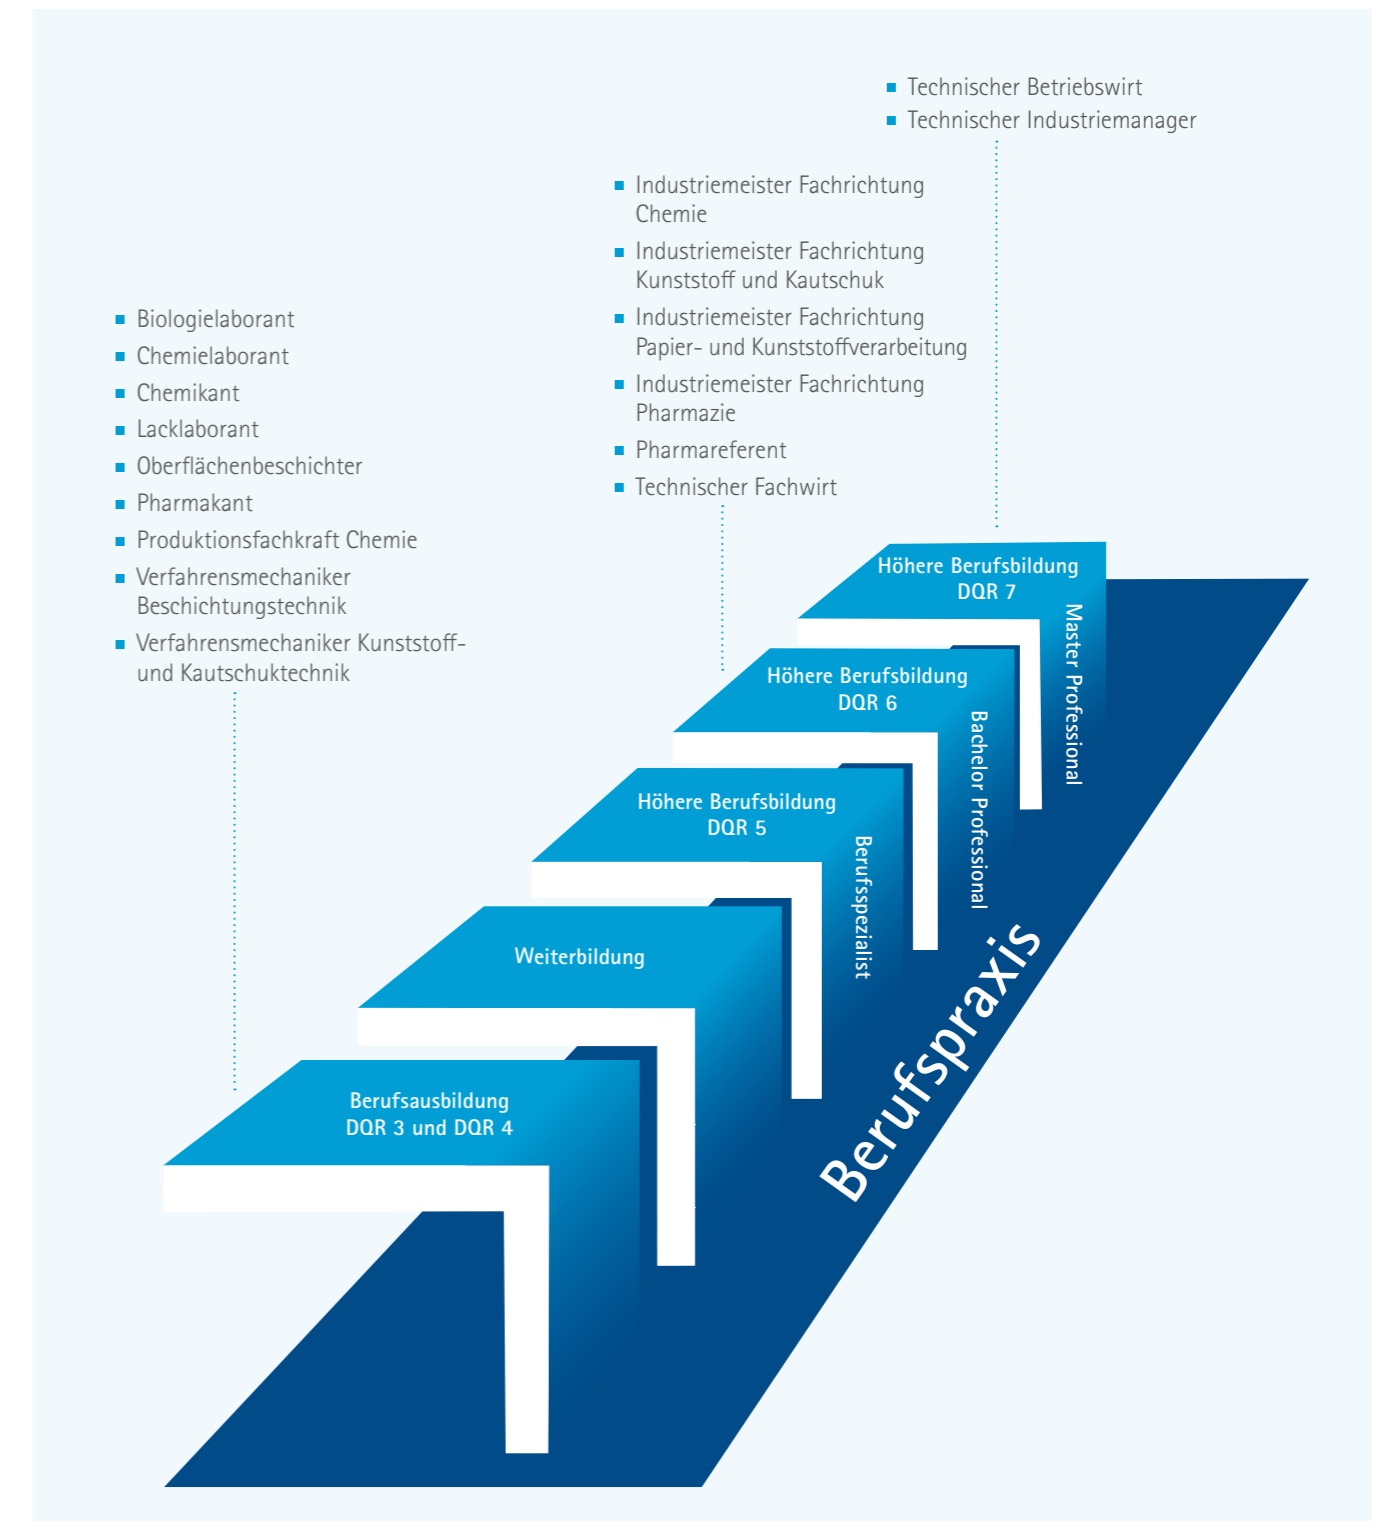 Technischer Betriebswirt
Technischer Industriemanager
Industriemeister Fachrichtung
Chemie
Industriemeister Fachrichtung
Kunststoff und Kautschuk
Industriemeister Fachrichtung
Papier- und Kunststoffverarbeitung
Industriemeister Fachrichtung
Pharmazie
Pharmareferent
Technischer Fachwirt
Biologielaborant
Chemielaborant
Chemikant
Lacklaborant
Oberflächenbeschichter
Pharmakant
Produktionsfachkraft Chemie
Verfahrensmechaniker
Beschichtungstechnik
Verfahrensmechaniker Kunststoff-
und Kautschuktechnik
Höhere Berufsbildung
DQR 7
Master Professional
Höhere Berufsbildung
DQR 6
Bachelor Professional
Höhere Berufsbildung
DQR 5
Berufsspezialist
Weiterbildung
Berufsausbildung
DQR 3 und DQR 4
Berufspraxis